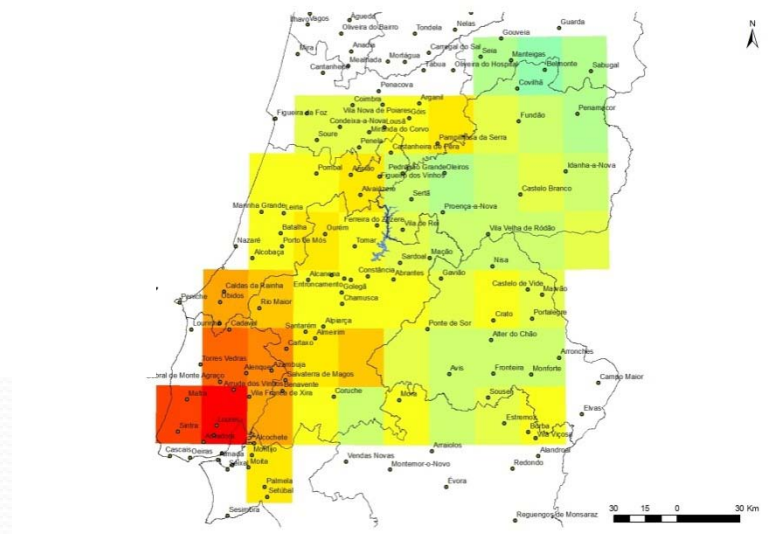 Ílhavo Vagos
Águeda
Oliveira do Bairro
Tondela
Nelas
Guarda
N
Gouveia
Mira
Anadia
Mealhada
Mortágua
Carregal do Sal
Seia
Manteigas
Cantanhede
Tábua
Oliveira do Hospital
Belmonte
Sabugal
Penacova
Covilhã
Coimbra
Arganil
Figueira da Foz
Vila Nova de Poiares
Góis
Fundão
Penamacor
Condeixa-a-Nova
Lousã
Soure
Miranda do Corvo
Penela
Pampilhosa da Serra
Castanheira de Pêra
Pombal
Ansião
Pedrógão Grande
Oleiros
Idanha-a-Nova
Figueiró dos Vinhos
Alvaiázere
Sertã
Castelo Branco
Marinha Grande
Leiria
Proença-a-Nova
Batalha
Ourém
Ferreira do Zêzere
Vila de Rei
Vila Velha de Ródão
Nazaré
Porto de Mós
Tomar
Alcobaça
Sardoal
Mação
Nisa
Alcanena
Constância
Abrantes
Gavião
Caldas da Rainha
Entroncamento
Golegã
Castelo de Vide
Marvão
Peniche
Óbidos
Rio Maior
Chamusca
Crato
Portalegre
Lourinhã
Cadaval
Santarém
Alpiarça
Almeirim
Ponte de Sor
Alter do Chão
Cartaxo
Arronches
Torres Vedras
Alenquer
Azambuja
Avis
Fronteira
Monforte
Campo Maior
ral de Monte Agraço
Arruda dos Vinhos
Salvaterra de Magos
Benavente
Mafra
Vila Franca de Xira
Coruche
Mora
Sousel
Elvas
Sintra
Loures
Estremoz
Borba
Vila Viçosa
Alcochete
Cascais
Oeiras
Almada
Montijo
Arraiolos
Alandroal
Seixal
Moita
Vendas Novas
Montemor-o-Novo
Redondo
Palmela
Évora
Setúbal
Sesimbra
Reguengos de Monsaraz
30 15 0 30 Km